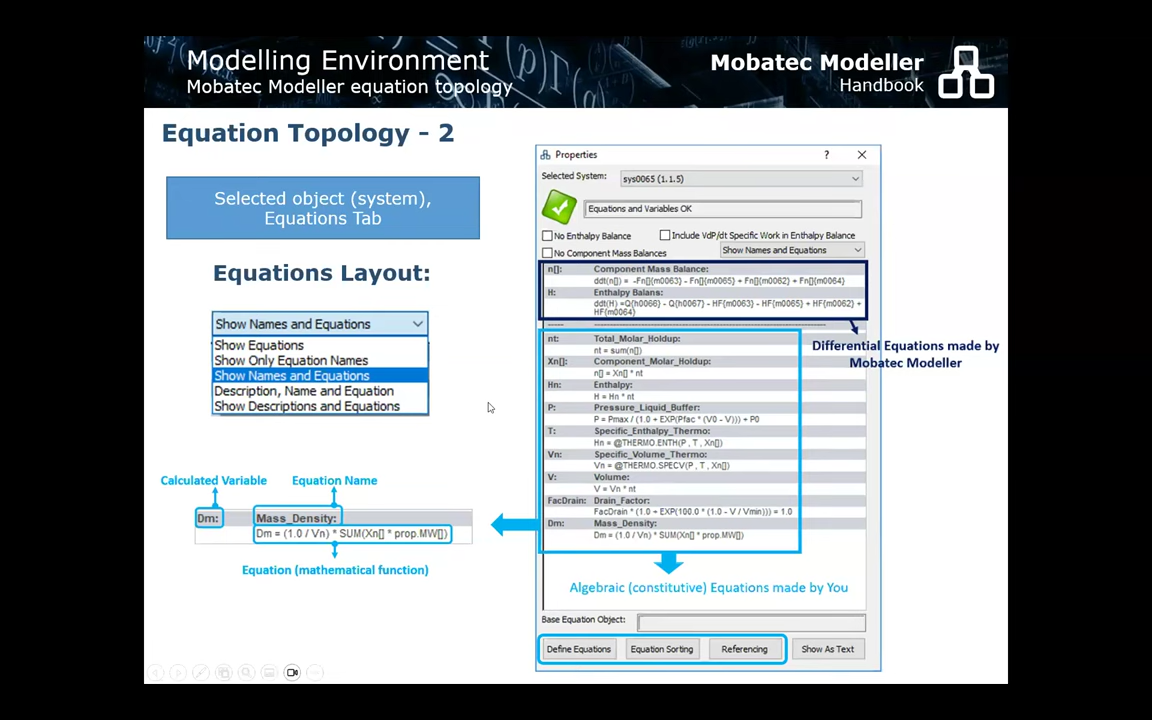 Modelling Environment
Mobatec Modeller equation topology
Mobatec Modeller
Handbook
Equation Topology - 2
Selected object (system),
Equations Tab
Equations Layout:
Show Names and Equations
Show Equations
Show Only Equation Names
Show Names and Equations
Description, Name and Equation
Show Descriptions and Equations
Calculated Variable
Equation Name
Dm:
Mass_Density:
Dm = (1.0 / Vn) * SUM(Xn[] * prop.MW[])
Equation (mathematical function)
Properties
?
Selected System:
sys0065 (1.1.5)
Equations and Variables OK
No Enthalpy Balance
Include VdP/dt Specific Work in Enthalpy Balance
No Component Mass Balances
Show Names and Equations
n[]: Component Mass Balance:
ddt(n[]) = -Fn[]{m0063} - Fn[]{m0065} + Fn[]{m0062} + Fn[]{m0064}
H: Enthalpy Balans:
ddt(H) =Q{h0066} - Q{h0067} - HF{m0063} - HF{m0065} + HF{m0062} +
HF{m0064}
Differential Equations made by
Mobatec Modeller
nt: Total_Molar_Holdup:
nt = sum(n[])
Xn[]: Component_Molar_Holdup:
n[] = Xn[] * nt
Hn: Enthalpy:
H = Hn * nt
P: Pressure_Liquid_Buffer:
P = Pmax / (1.0 + EXP(Pfac * (V0 - V))) + P0
T: Specific_Enthalpy_Thermo:
Hn = @THERMO.ENTH(P , T , Xn[])
Vn: Specific_Volume_Thermo:
Vn = @THERMO.SPECV(P , T , Xn[])
V: Volume:
V = Vn * nt
FacDrain: Drain_Factor:
FacDrain * (1.0 + EXP(100.0 * (1.0 - V / Vmin))) = 1.0
Dm: Mass_Density:
Dm = (1.0 / Vn) * SUM(Xn[] * prop.MW[])
Algebraic (constitutive) Equations made by You
Base Equation Object:
Define Equations
Equation Sorting
Referencing
Show As Text